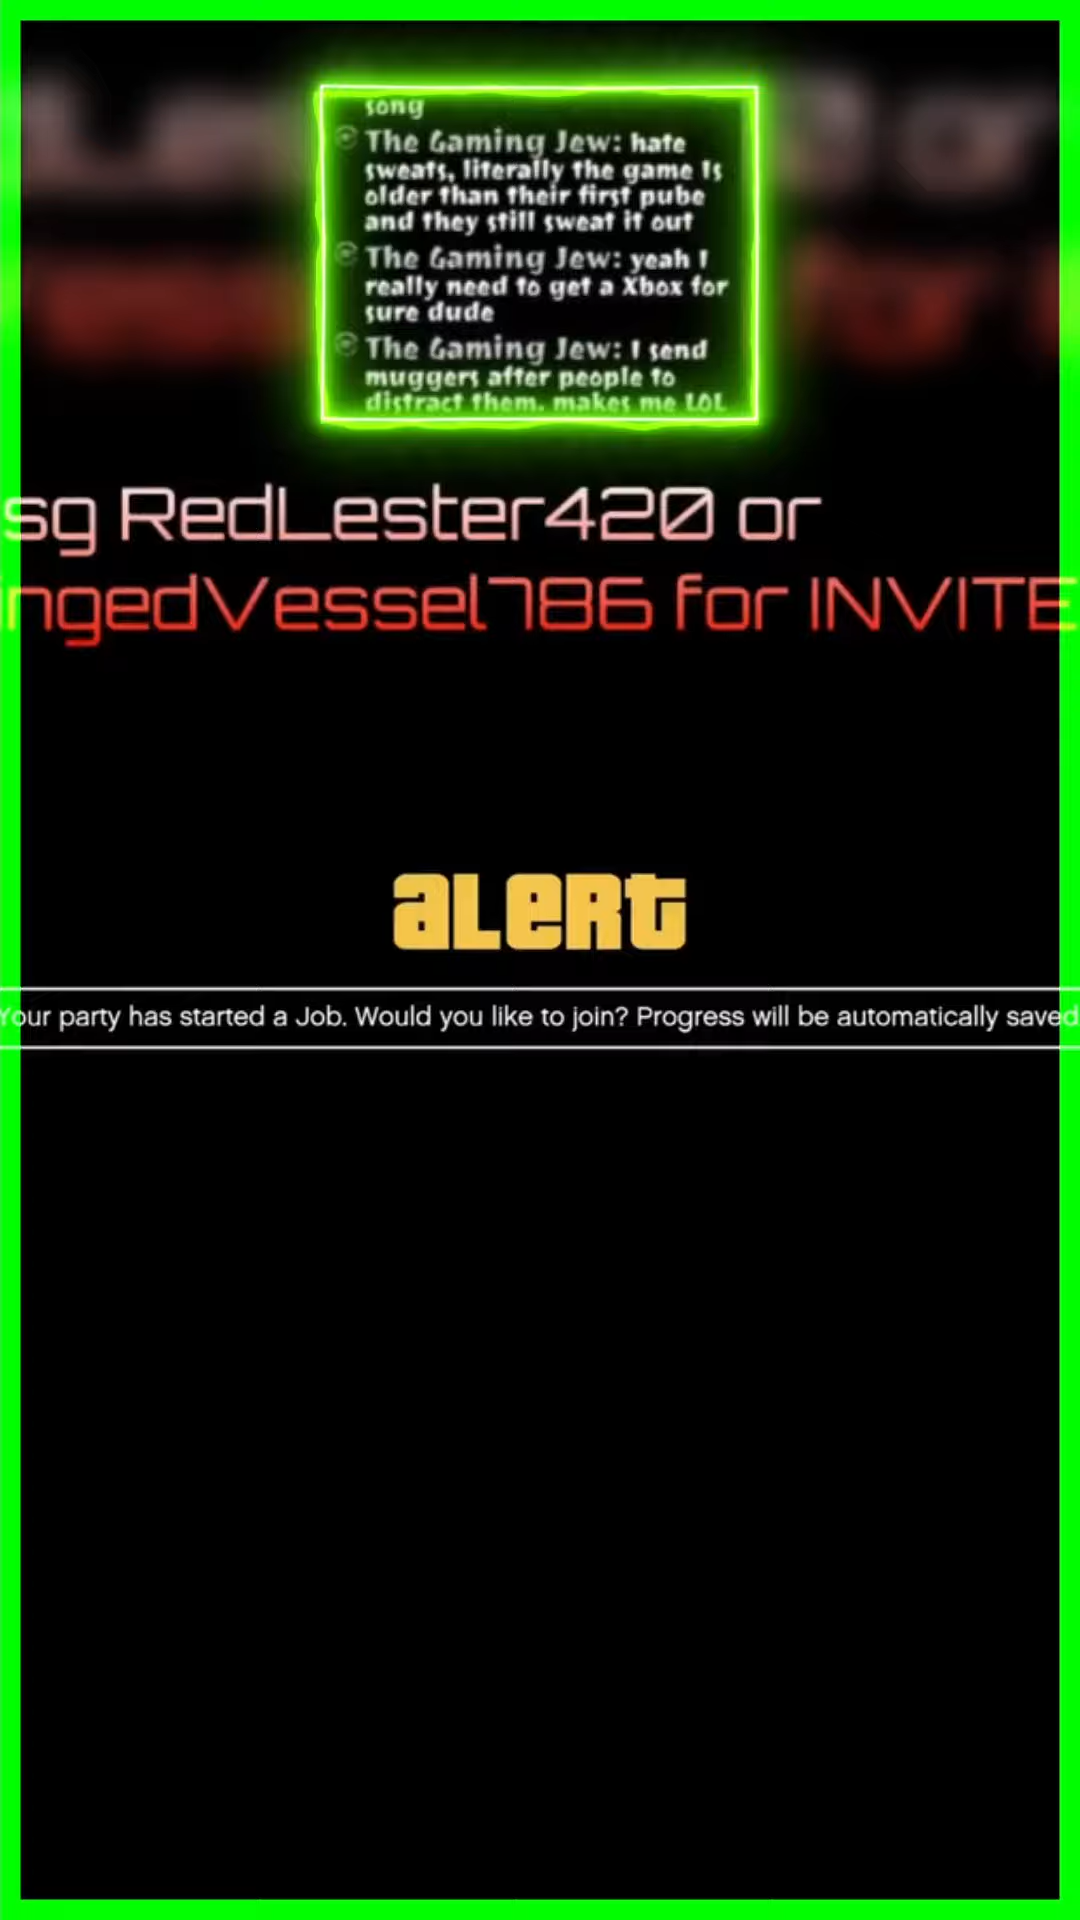 song
The Gaming Jew: hate
sweats, literally the game is
older than their first pube
and they still sweat it out
The Gaming Jew: yeah I
really need to get a Xbox for
sure dude
The Gaming Jew: I send
muggers after people to
distract them. makes me LOL
sg RedLester420 or
ingedVessel786 for INVITE
alert
Your party has started a Job. Would you like to join? Progress will be automatically saved